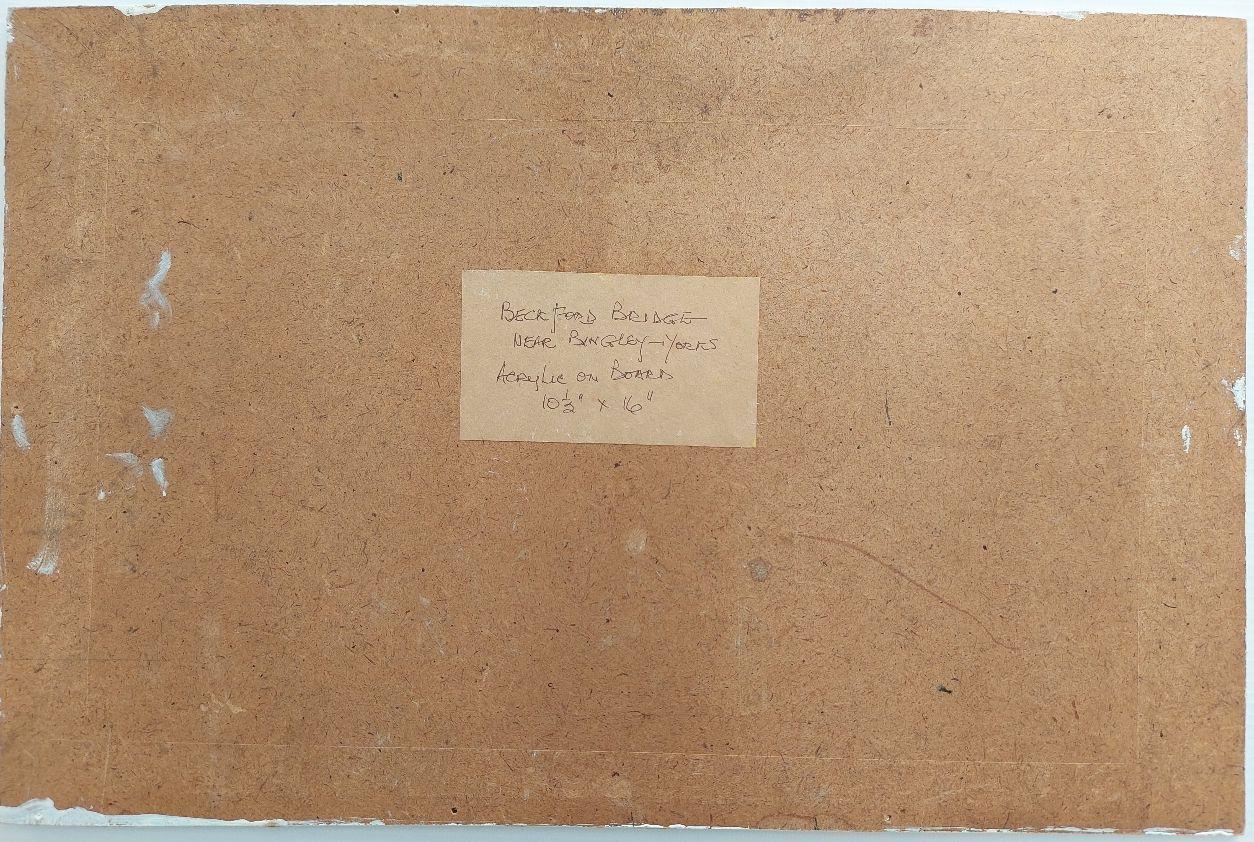 BECKFORD BRIDGE
NEAR BINGLEY - YORKS
ACRYLIC ON BOARD
10½" x 16"